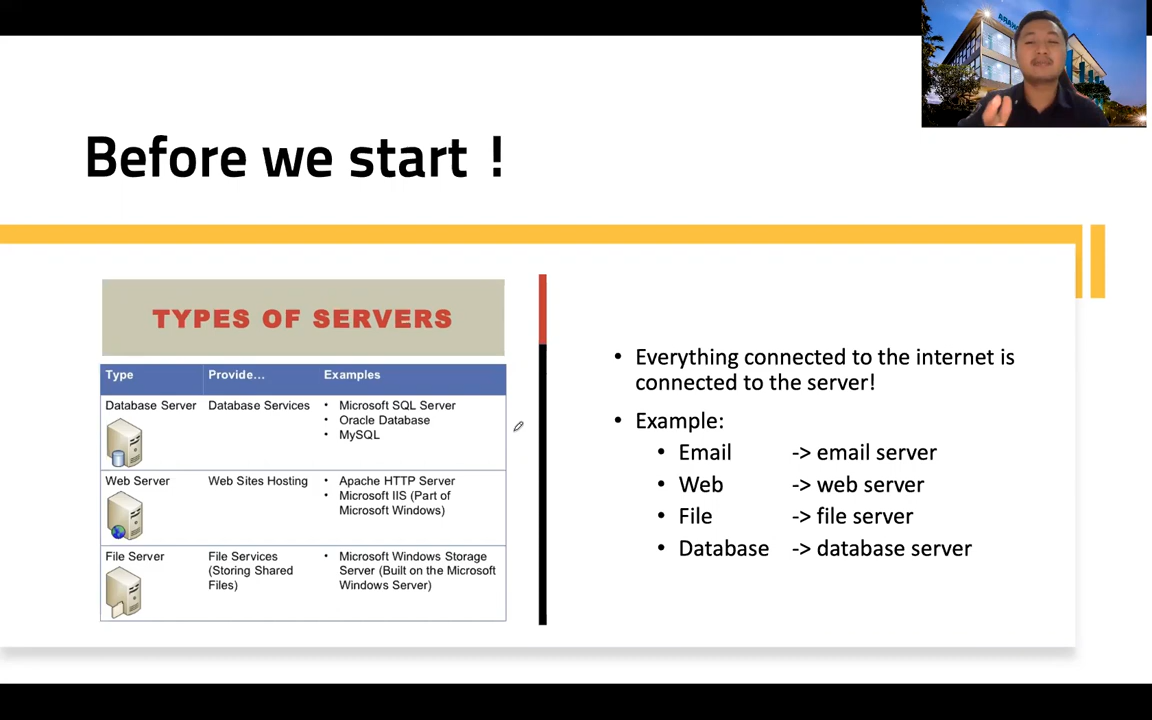 Before we start !
TYPES OF SERVERS
Type Provide... Examples
Database Server Database Services • Microsoft SQL Server
• Oracle Database
• MySQL
Web Server Web Sites Hosting • Apache HTTP Server
• Microsoft IIS (Part of
Microsoft Windows)
File Server File Services • Microsoft Windows Storage
(Storing Shared Server (Built on the Microsoft
Files) Windows Server)
• Everything connected to the internet is
connected to the server!
• Example:
• Email -> email server
• Web -> web server
• File -> file server
• Database -> database server